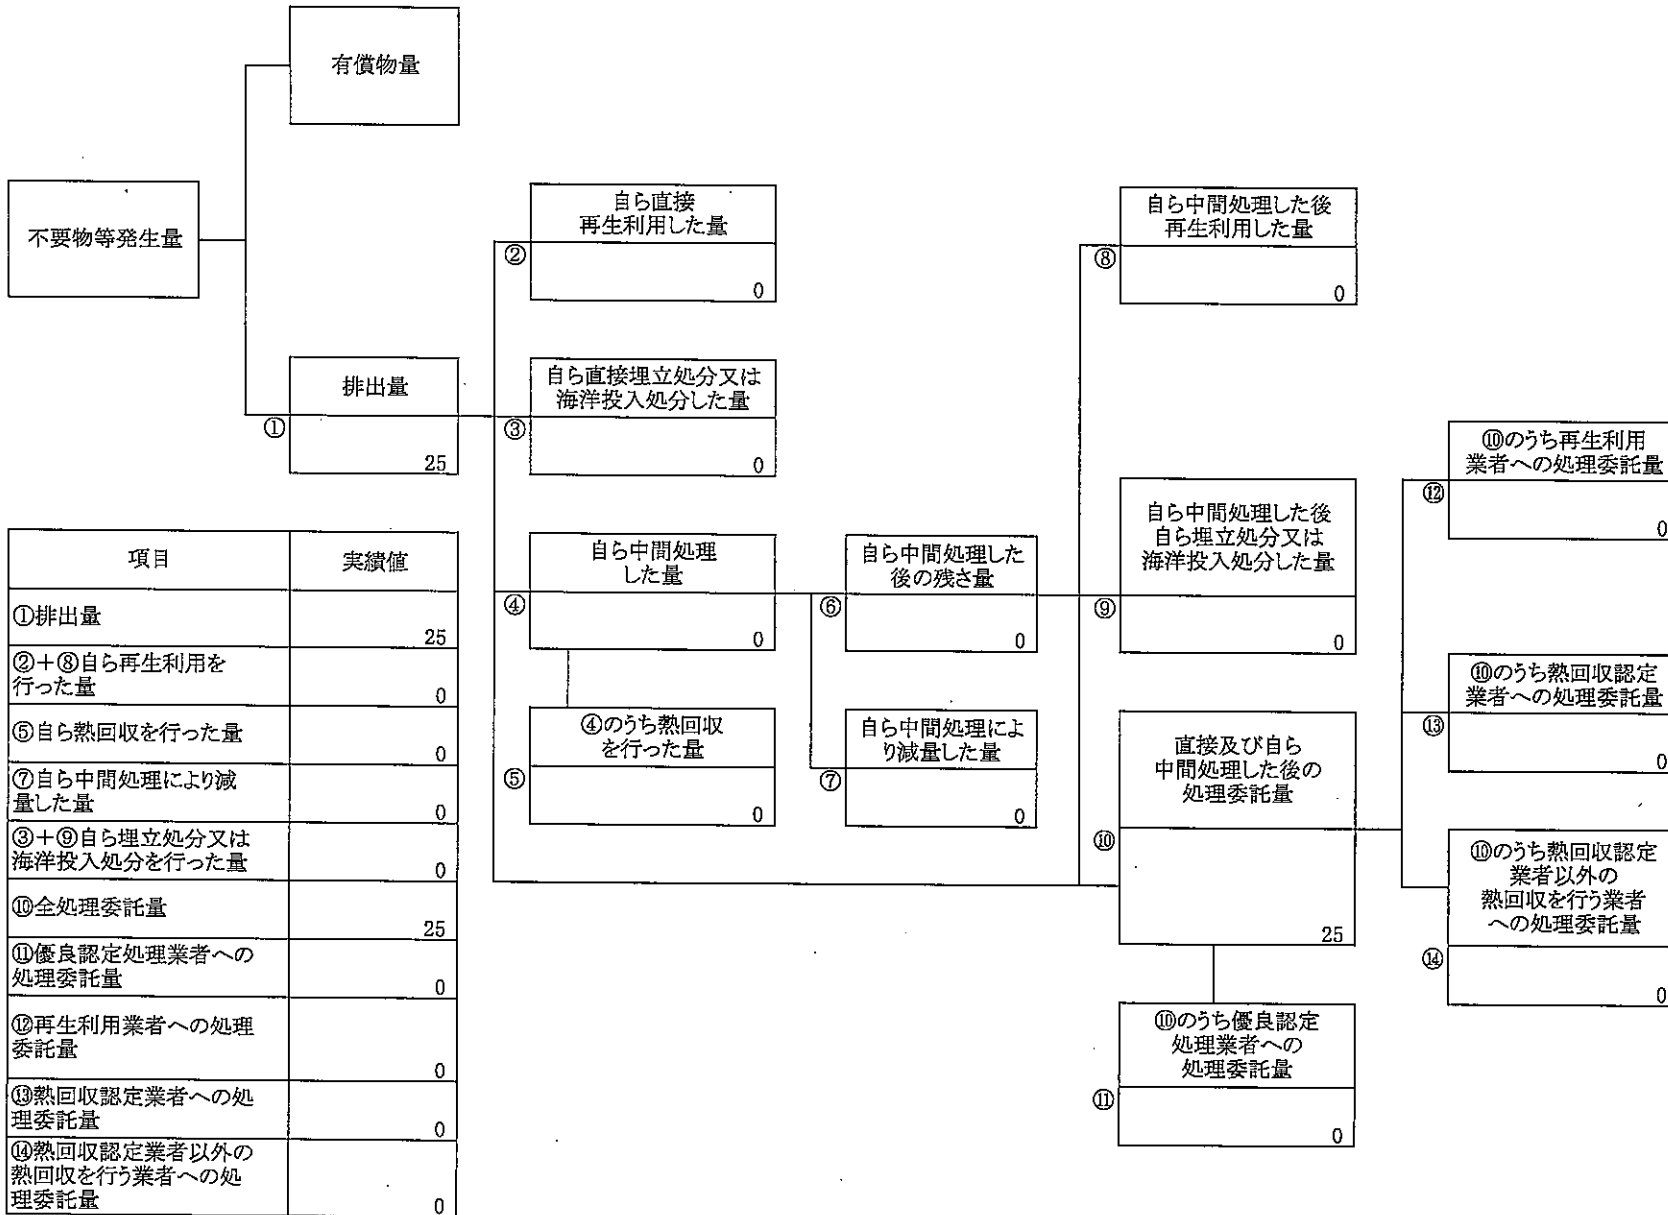 有償物量
不要物等発生量
排出量
①
25
自ら直接
再生利用した量
②
0
自ら直接埋立処分又は
海洋投入処分した量
③
0
自ら中間処理
した量
④
0
④のうち熱回収
を行った量
⑤
0
自ら中間処理した
後の残さ量
⑥
0
自ら中間処理によ
り減量した量
⑦
0
自ら中間処理した後
再生利用した量
⑧
0
自ら中間処理した後
自ら埋立処分又は
海洋投入処分した量
⑨
0
直接及び自ら
中間処理した後の
処理委託量
⑩
25
⑩のうち優良認定
処理業者への
処理委託量
⑪
0
⑩のうち再生利用
業者への処理委託量
⑫
0
⑩のうち熱回収認定
業者への処理委託量
⑬
0
⑩のうち熱回収認定
業者以外の
熱回収を行う業者
への処理委託量
⑭
0
項目 実績値
①排出量
25
②+⑧自ら再生利用を
行った量
0
⑤自ら熱回収を行った量
0
⑦自ら中間処理により減
量した量
0
③+⑨自ら埋立処分又は
海洋投入処分を行った量
0
⑩全処理委託量
25
⑪優良認定処理業者への
処理委託量
0
⑫再生利用業者への処理
委託量
0
⑬熱回収認定業者への処
理委託量
0
⑭熱回収認定業者以外の
熱回収を行う業者への処
理委託量
0